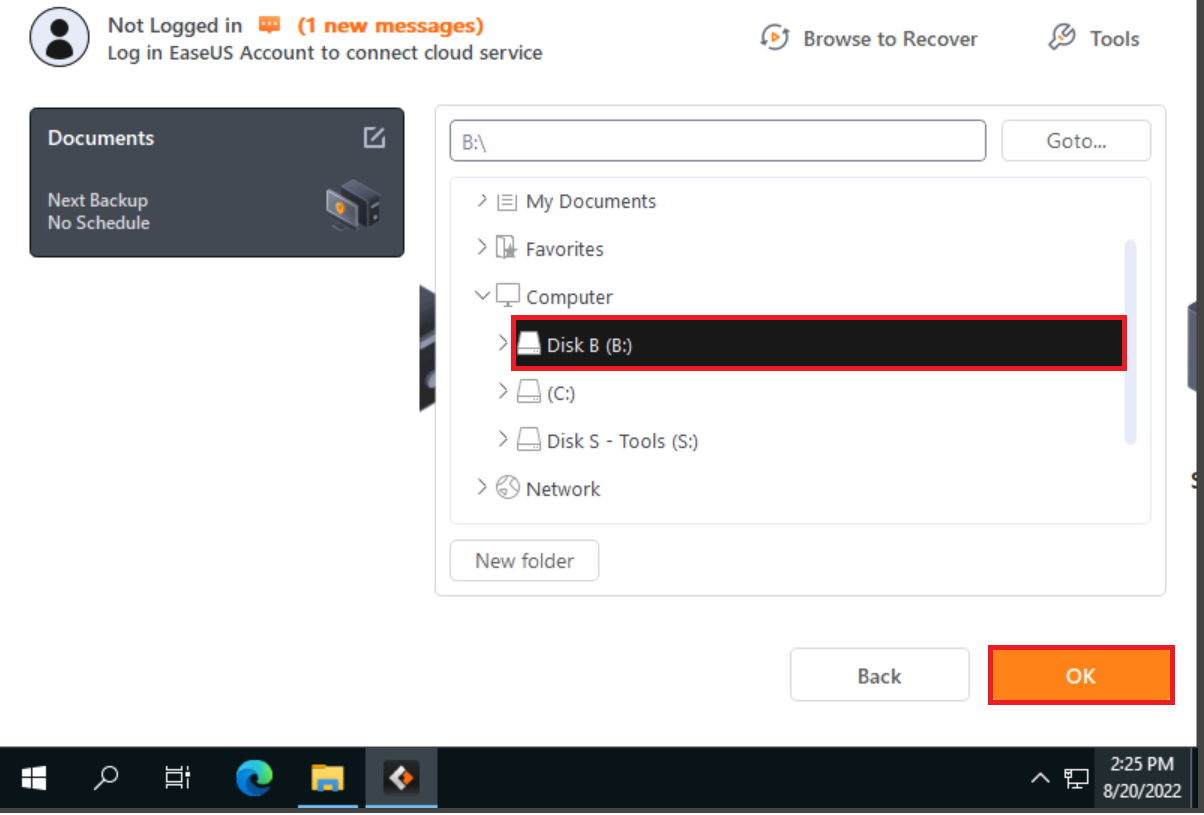 Not Logged in (1 new messages)
Log in EaseUS Account to connect cloud service
Browse to Recover
Tools
Documents
Next Backup
No Schedule
B:\
Goto...
My Documents
Favorites
Computer
Disk B (B:)
(C:)
Disk S - Tools (S:)
Network
New folder
Back
OK
2:25 PM
8/20/2022